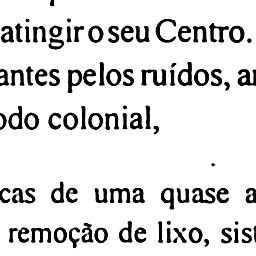 atingir o seu Centro.
antes pelos ruídos, a
odo colonial,
cas de uma quase a
remoção de lixo, sist